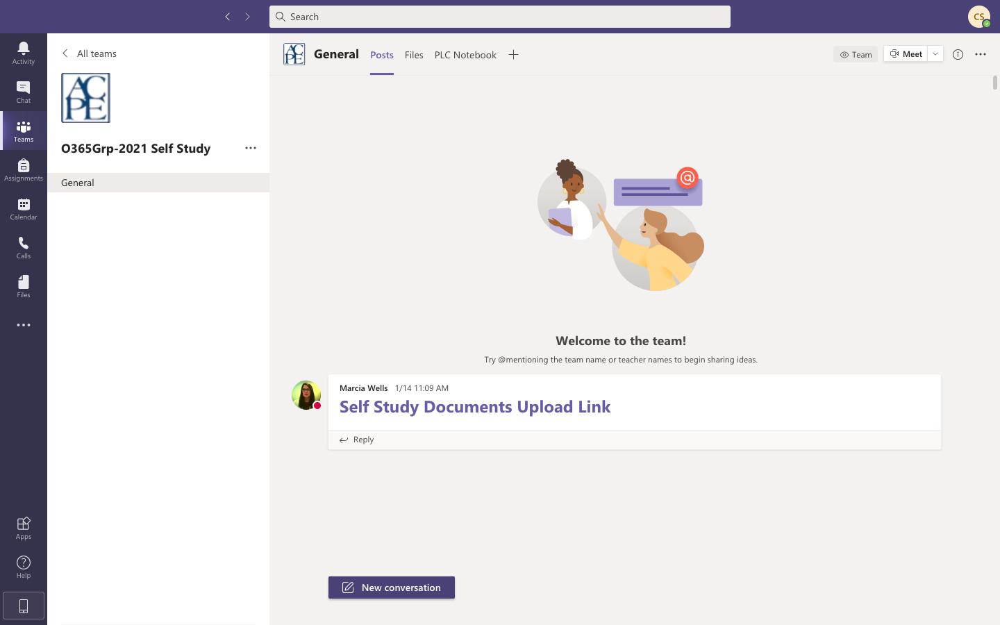 Search
CS
Activity
Chat
Teams
Assignments
Calendar
Calls
Files
Apps
Help
All teams
ACPE
O365Grp-2021 Self Study
General
ACPE
General
Posts
Files
PLC Notebook
Team
Meet
@
Welcome to the team!
Try @mentioning the team name or teacher names to begin sharing ideas.
Marcia Wells 1/14 11:09 AM
Self Study Documents Upload Link
Reply
New conversation